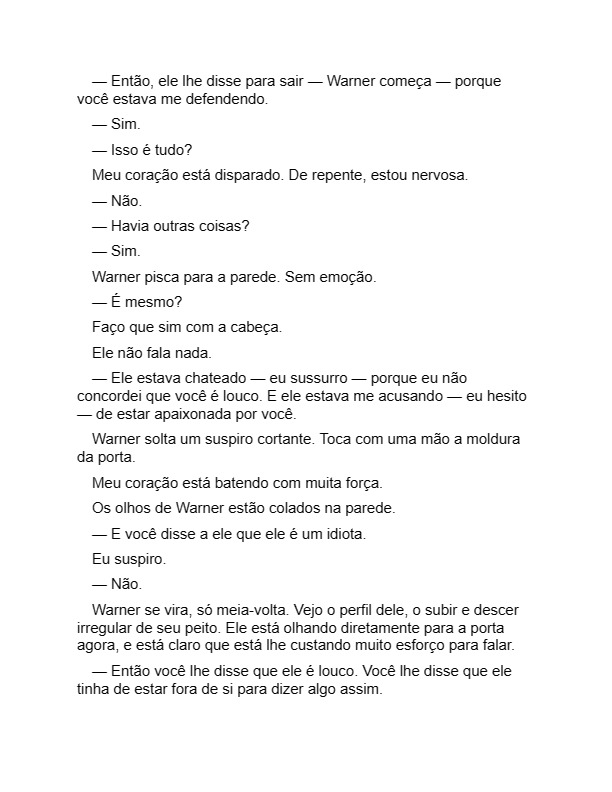 — Então, ele lhe disse para sair — Warner começa — porque
você estava me defendendo.
— Sim.
— Isso é tudo?
Meu coração está disparado. De repente, estou nervosa.
— Não.
— Havia outras coisas?
— Sim.
Warner pisca para a parede. Sem emoção.
— É mesmo?
Faço que sim com a cabeça.
Ele não fala nada.
— Ele estava chateado — eu sussurro — porque eu não
concordei que você é louco. E ele estava me acusando — eu hesito
— de estar apaixonada por você.
Warner solta um suspiro cortante. Toca com uma mão a moldura
da porta.
Meu coração está batendo com muita força.
Os olhos de Warner estão colados na parede.
— E você disse a ele que ele é um idiota.
Eu suspiro.
— Não.
Warner se vira, só meia-volta. Vejo o perfil dele, o subir e descer
irregular de seu peito. Ele está olhando diretamente para a porta
agora, e está claro que está lhe custando muito esforço para falar.
— Então você lhe disse que ele é louco. Você lhe disse que ele
tinha de estar fora de si para dizer algo assim.